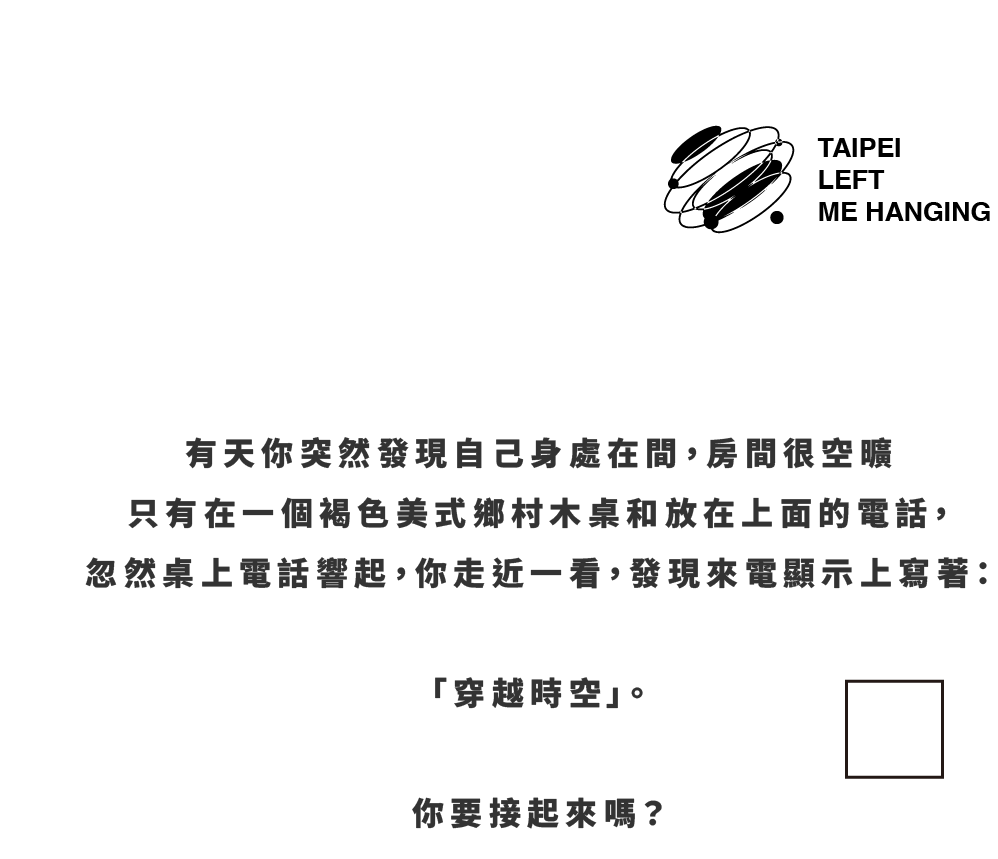 TAIPEI
LEFT
ME HANGING
有天你突然發現自己身處在間，房間很空曠
只有在一個褐色美式鄉村木桌和放在上面的電話，
忽然桌上電話響起，你走近一看，發現來電顯示上寫著：
「穿越時空」。
你要接起來嗎？